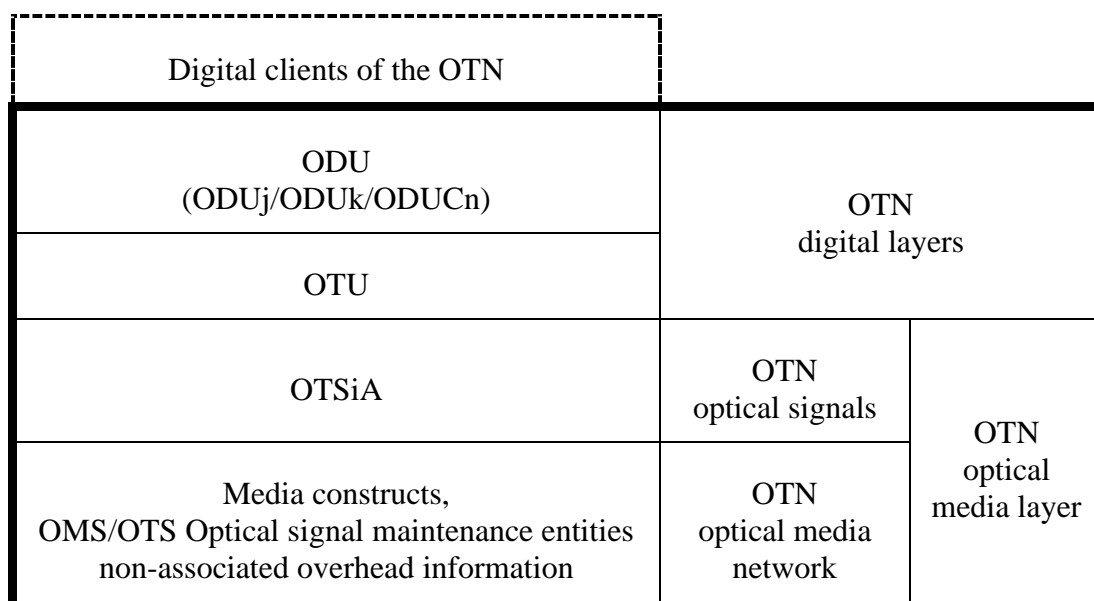 Digital clients of the OTN
ODU
(ODUj/ODUk/ODUCn)
OTN
digital layers
OTU
OTSiA
OTN
optical signals
OTN
optical
media layer
Media constructs,
OMS/OTS Optical signal maintenance entities
non-associated overhead information
OTN
optical media
network